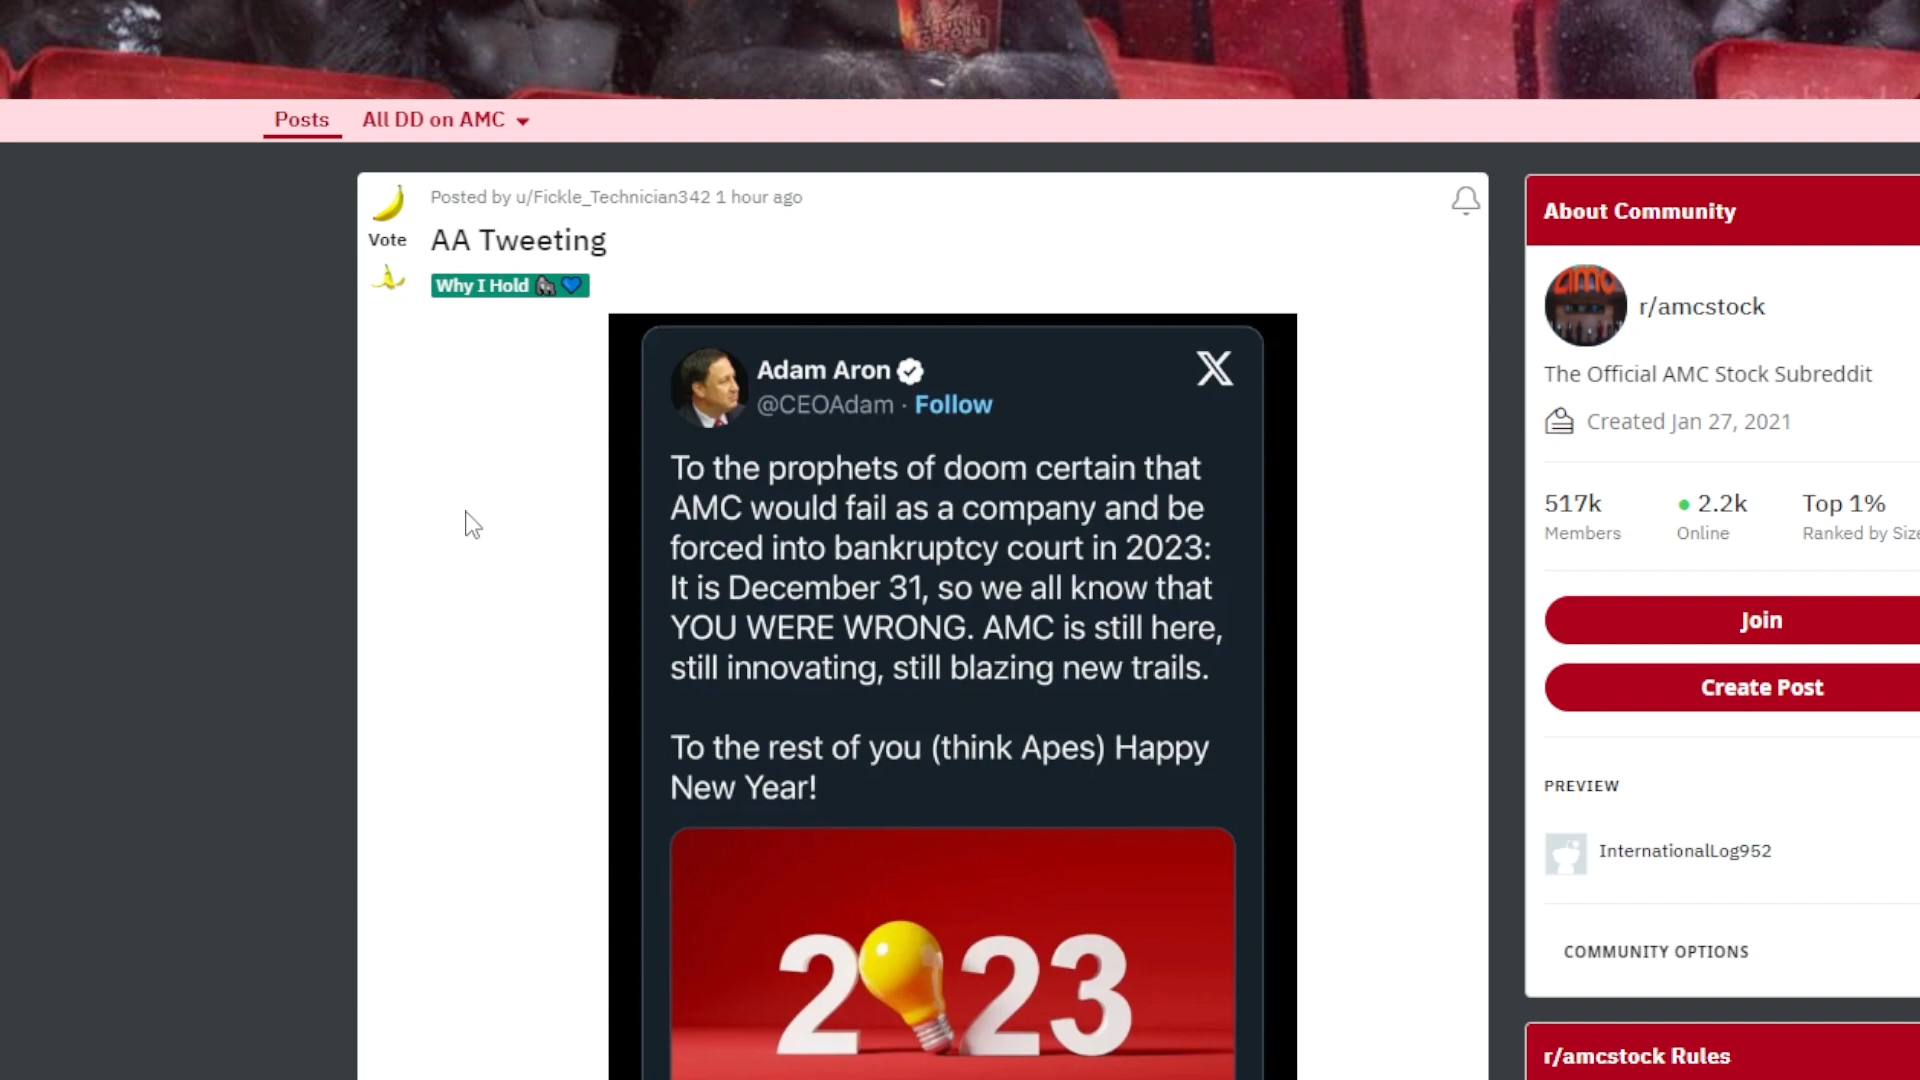 Posts
All DD on AMC
Posted by u/Fickle_Technician342 1 hour ago
Vote
AA Tweeting
Why I Hold 🦍💙
Adam Aron
@CEOAdam · Follow
X
To the prophets of doom certain that
AMC would fail as a company and be
forced into bankruptcy court in 2023:
It is December 31, so we all know that
YOU WERE WRONG. AMC is still here,
still innovating, still blazing new trails.
To the rest of you (think Apes) Happy
New Year!
2023
About Community
amc
r/amcstock
The Official AMC Stock Subreddit
Created Jan 27, 2021
517k
Members
2.2k
Online
Top 1%
Ranked by Size
Join
Create Post
PREVIEW
InternationalLog952
COMMUNITY OPTIONS
r/amcstock Rules